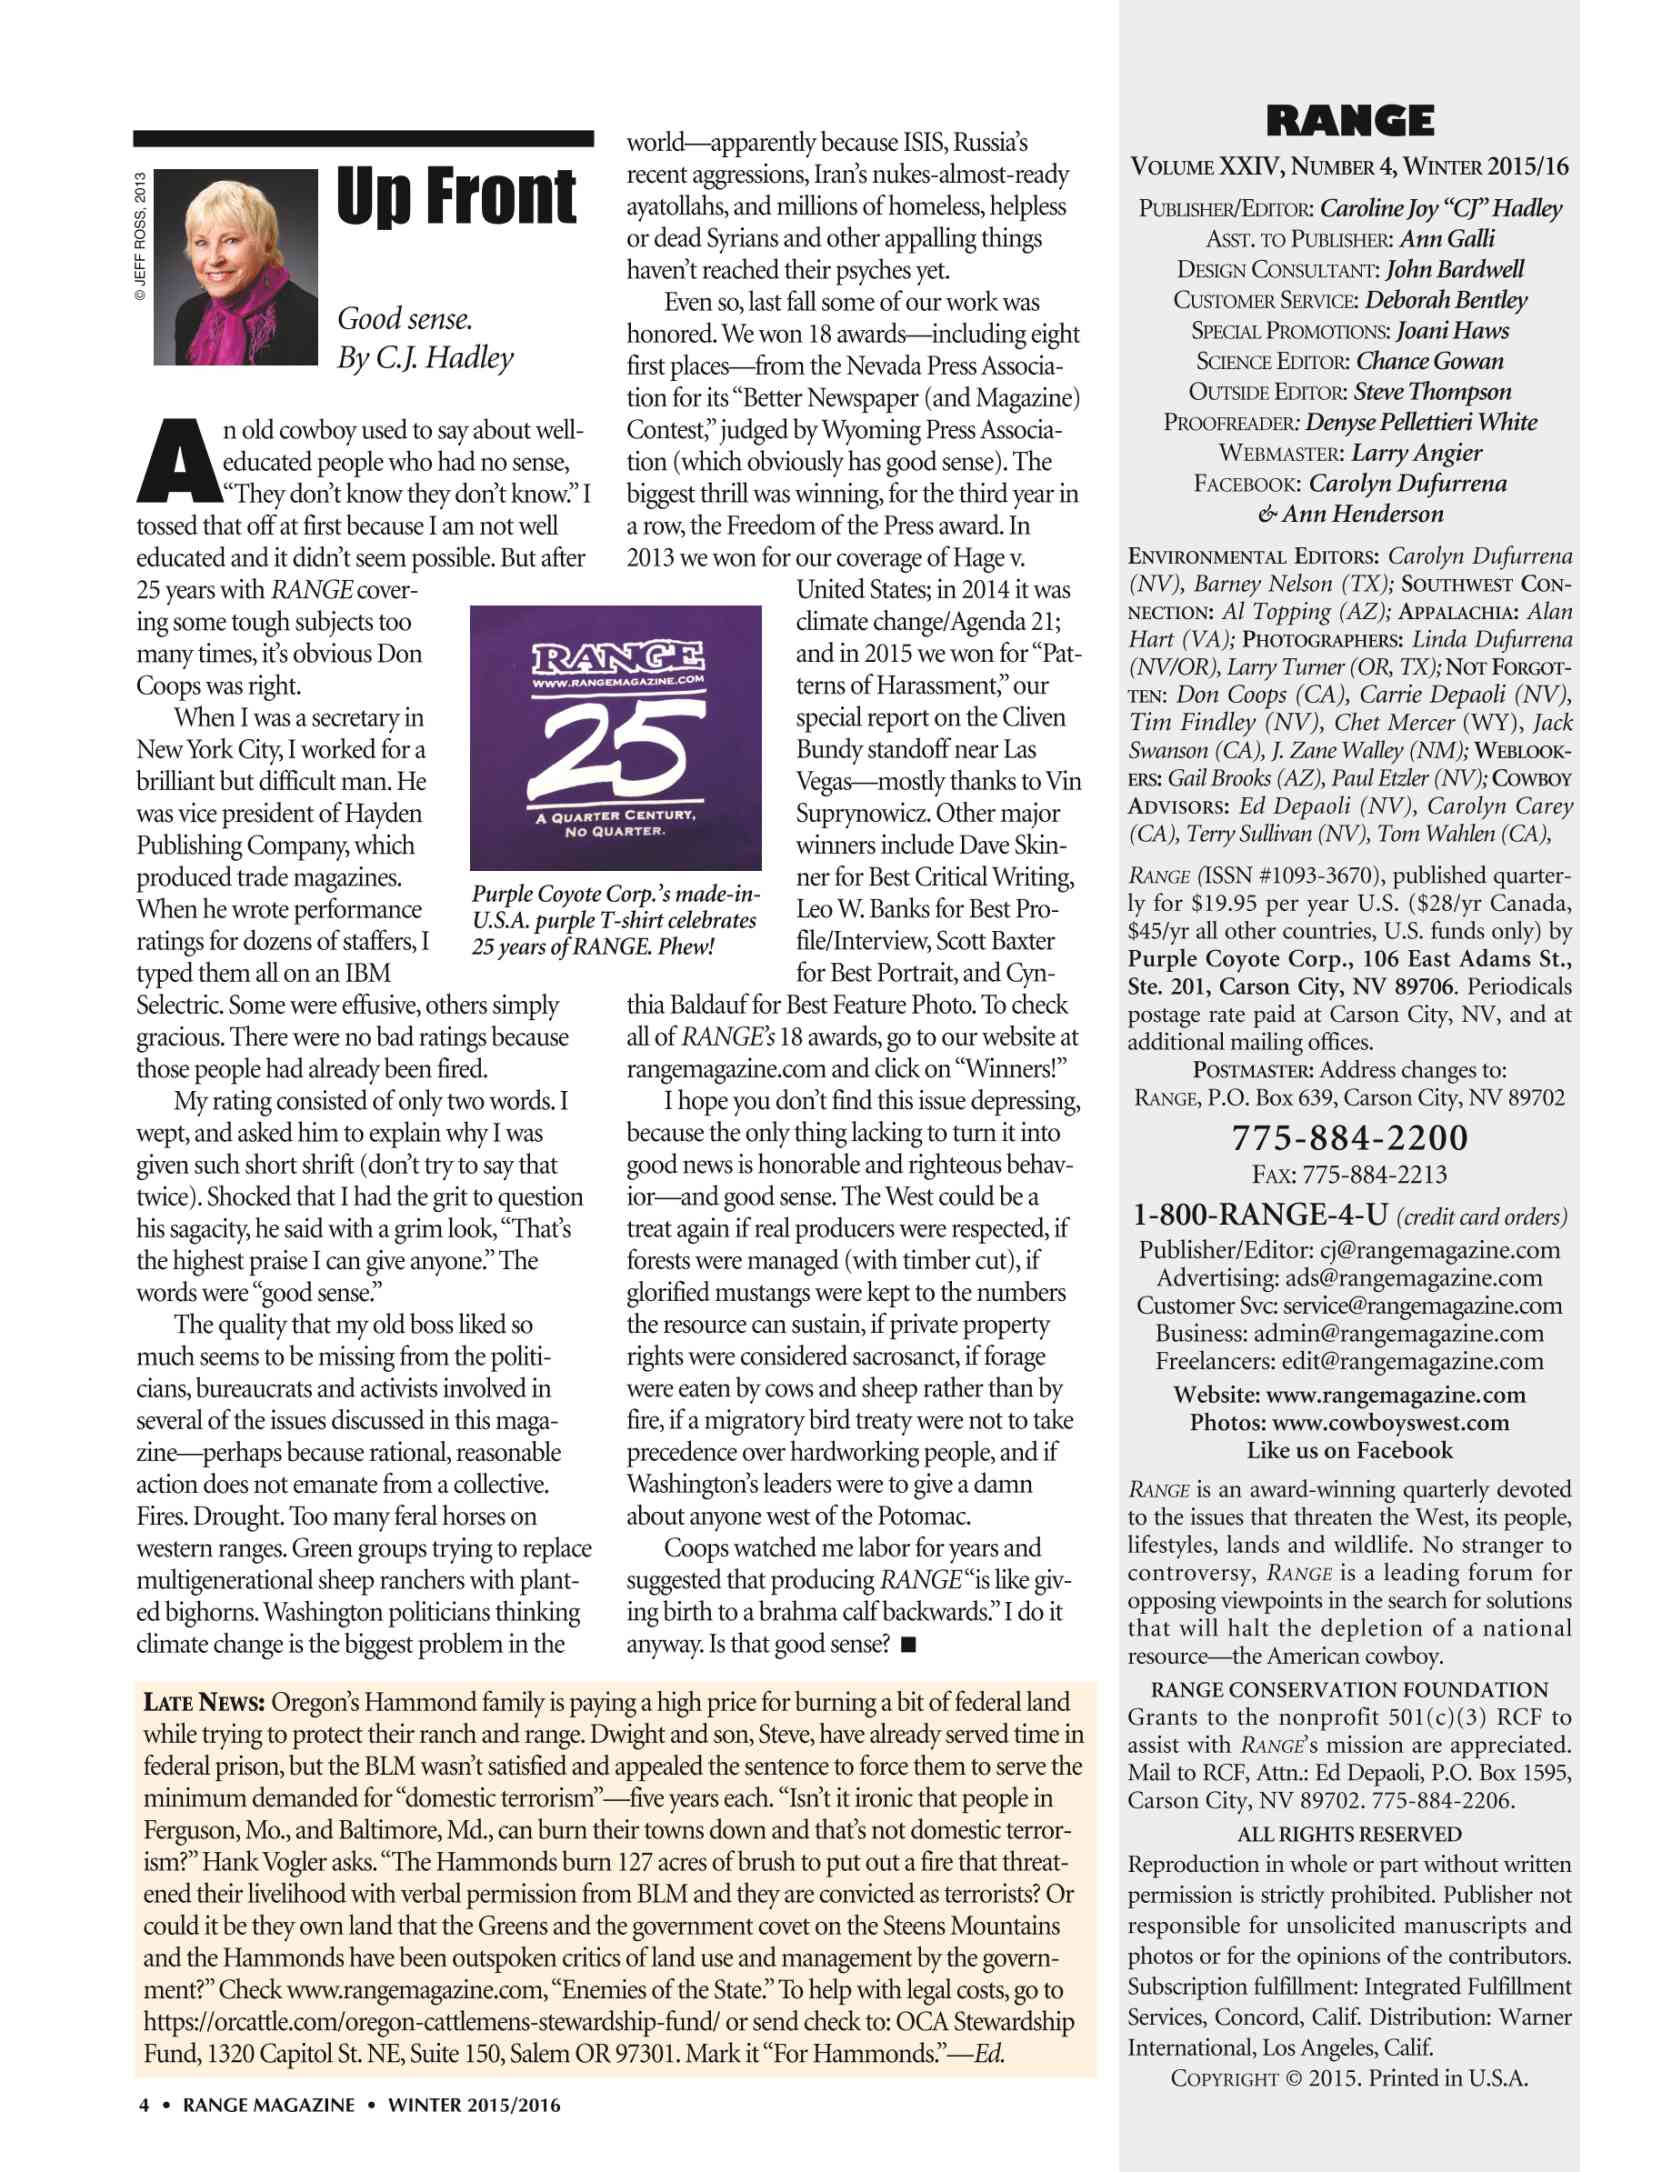 © JEFF ROSS, 2013
Up Front
Good sense.
By C.J. Hadley
An old cowboy used to say about well-
educated people who had no sense,
“They don’t know they don’t know.” I
tossed that off at first because I am not well
educated and it didn’t seem possible. But after
25 years with RANGE cover-
ing some tough subjects too
many times, it’s obvious Don
Coops was right.
When I was a secretary in
New York City, I worked for a
brilliant but difficult man. He
was vice president of Hayden
Publishing Company, which
produced trade magazines.
When he wrote performance
ratings for dozens of staffers, I
typed them all on an IBM
Selectric. Some were effusive, others simply
gracious. There were no bad ratings because
those people had already been fired.
My rating consisted of only two words. I
wept, and asked him to explain why I was
given such short shrift (don’t try to say that
twice). Shocked that I had the grit to question
his sagacity, he said with a grim look, “That’s
the highest praise I can give anyone.” The
words were “good sense.”
The quality that my old boss liked so
much seems to be missing from the politi-
cians, bureaucrats and activists involved in
several of the issues discussed in this maga-
zine—perhaps because rational, reasonable
action does not emanate from a collective.
Fires. Drought. Too many feral horses on
western ranges. Green groups trying to replace
multigenerational sheep ranchers with plant-
ed bighorns. Washington politicians thinking
climate change is the biggest problem in the
world—apparently because ISIS, Russia’s
recent aggressions, Iran’s nukes-almost-ready
ayatollahs, and millions of homeless, helpless
or dead Syrians and other appalling things
haven’t reached their psyches yet.
Even so, last fall some of our work was
honored. We won 18 awards—including eight
first places—from the Nevada Press Associa-
tion for its “Better Newspaper (and Magazine)
Contest,” judged by Wyoming Press Associa-
tion (which obviously has good sense). The
biggest thrill was winning, for the third year in
a row, the Freedom of the Press award. In
2013 we won for our coverage of Hage v.
United States; in 2014 it was
climate change/Agenda 21;
and in 2015 we won for “Pat-
terns of Harassment,” our
special report on the Cliven
Bundy standoff near Las
Vegas—mostly thanks to Vin
Suprynowicz. Other major
winners include Dave Skin-
ner for Best Critical Writing,
Leo W. Banks for Best Pro-
file/Interview, Scott Baxter
for Best Portrait, and Cyn-
thia Baldauf for Best Feature Photo. To check
all of RANGE’s 18 awards, go to our website at
rangemagazine.com and click on “Winners!”
I hope you don’t find this issue depressing,
because the only thing lacking to turn it into
good news is honorable and righteous behav-
ior—and good sense. The West could be a
treat again if real producers were respected, if
forests were managed (with timber cut), if
glorified mustangs were kept to the numbers
the resource can sustain, if private property
rights were considered sacrosanct, if forage
were eaten by cows and sheep rather than by
fire, if a migratory bird treaty were not to take
precedence over hardworking people, and if
Washington’s leaders were to give a damn
about anyone west of the Potomac.
Coops watched me labor for years and
suggested that producing RANGE “is like giv-
ing birth to a brahma calf backwards.” I do it
anyway. Is that good sense? ■
RANGE
WWW.RANGEMAGAZINE.COM
25
A QUARTER CENTURY,
NO QUARTER.
Purple Coyote Corp.’s made-in-
U.S.A. purple T-shirt celebrates
25 years of RANGE. Phew!
LATE NEWS: Oregon’s Hammond family is paying a high price for burning a bit of federal land
while trying to protect their ranch and range. Dwight and son, Steve, have already served time in
federal prison, but the BLM wasn’t satisfied and appealed the sentence to force them to serve the
minimum demanded for “domestic terrorism”—five years each. “Isn’t it ironic that people in
Ferguson, Mo., and Baltimore, Md., can burn their towns down and that’s not domestic terror-
ism?” Hank Vogler asks. “The Hammonds burn 127 acres of brush to put out a fire that threat-
ened their livelihood with verbal permission from BLM and they are convicted as terrorists? Or
could it be they own land that the Greens and the government covet on the Steens Mountains
and the Hammonds have been outspoken critics of land use and management by the govern-
ment?” Check www.rangemagazine.com, “Enemies of the State.” To help with legal costs, go to
https://orcattle.com/oregon-cattlemens-stewardship-fund/ or send check to: OCA Stewardship
Fund, 1320 Capitol St. NE, Suite 150, Salem OR 97301. Mark it “For Hammonds.”—Ed.
4 • RANGE MAGAZINE • WINTER 2015/2016
RANGE
VOLUME XXIV, NUMBER 4, WINTER 2015/16
PUBLISHER/EDITOR: Caroline Joy “CJ” Hadley
ASST. TO PUBLISHER: Ann Galli
DESIGN CONSULTANT: John Bardwell
CUSTOMER SERVICE: Deborah Bentley
SPECIAL PROMOTIONS: Joani Haws
SCIENCE EDITOR: Chance Gowan
OUTSIDE EDITOR: Steve Thompson
PROOFREADER: Denyse Pellettieri White
WEBMASTER: Larry Angier
FACEBOOK: Carolyn Dufurrena
& Ann Henderson
ENVIRONMENTAL EDITORS: Carolyn Dufurrena
(NV), Barney Nelson (TX); SOUTHWEST CON-
NECTION: Al Topping (AZ); APPALACHIA: Alan
Hart (VA); PHOTOGRAPHERS: Linda Dufurrena
(NV/OR), Larry Turner (OR, TX); NOT FORGOT-
TEN: Don Coops (CA), Carrie Depaoli (NV),
Tim Findley (NV), Chet Mercer (WY), Jack
Swanson (CA), J. Zane Walley (NM); WEBLOOK-
ERS: Gail Brooks (AZ), Paul Etzler (NV); COWBOY
ADVISORS: Ed Depaoli (NV), Carolyn Carey
(CA), Terry Sullivan (NV), Tom Wahlen (CA),
RANGE (ISSN #1093-3670), published quarter-
ly for $19.95 per year U.S. ($28/yr Canada,
$45/yr all other countries, U.S. funds only) by
Purple Coyote Corp., 106 East Adams St.,
Ste. 201, Carson City, NV 89706. Periodicals
postage rate paid at Carson City, NV, and at
additional mailing offices.
POSTMASTER: Address changes to:
RANGE, P.O. Box 639, Carson City, NV 89702
775-884-2200
FAX: 775-884-2213
1-800-RANGE-4-U (credit card orders)
Publisher/Editor: cj@rangemagazine.com
Advertising: ads@rangemagazine.com
Customer Svc: service@rangemagazine.com
Business: admin@rangemagazine.com
Freelancers: edit@rangemagazine.com
Website: www.rangemagazine.com
Photos: www.cowboyswest.com
Like us on Facebook
RANGE is an award-winning quarterly devoted
to the issues that threaten the West, its people,
lifestyles, lands and wildlife. No stranger to
controversy, RANGE is a leading forum for
opposing viewpoints in the search for solutions
that will halt the depletion of a national
resource—the American cowboy.
RANGE CONSERVATION FOUNDATION
Grants to the nonprofit 501(c)(3) RCF to
assist with RANGE’s mission are appreciated.
Mail to RCF, Attn.: Ed Depaoli, P.O. Box 1595,
Carson City, NV 89702. 775-884-2206.
ALL RIGHTS RESERVED
Reproduction in whole or part without written
permission is strictly prohibited. Publisher not
responsible for unsolicited manuscripts and
photos or for the opinions of the contributors.
Subscription fulfillment: Integrated Fulfillment
Services, Concord, Calif. Distribution: Warner
International, Los Angeles, Calif.
COPYRIGHT © 2015. Printed in U.S.A.